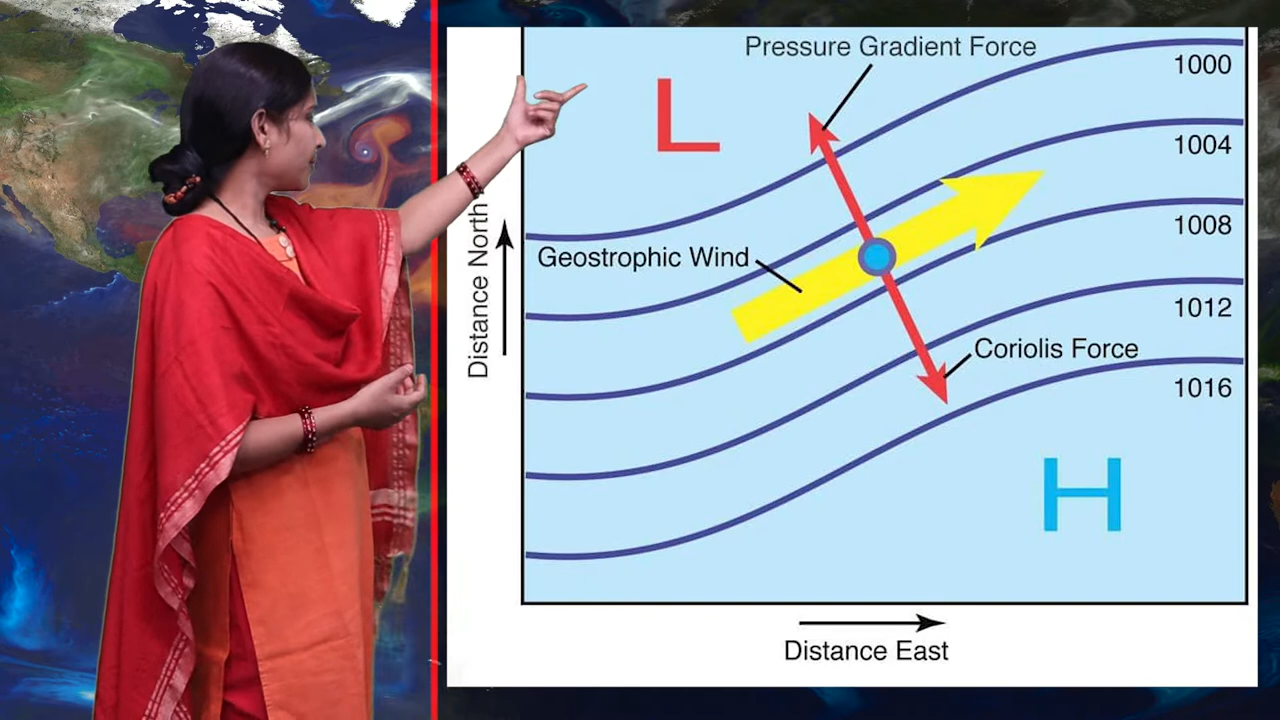 Pressure Gradient Force
L
1000
1004
1008
Geostrophic Wind
Distance North
1012
Coriolis Force
1016
H
Distance East